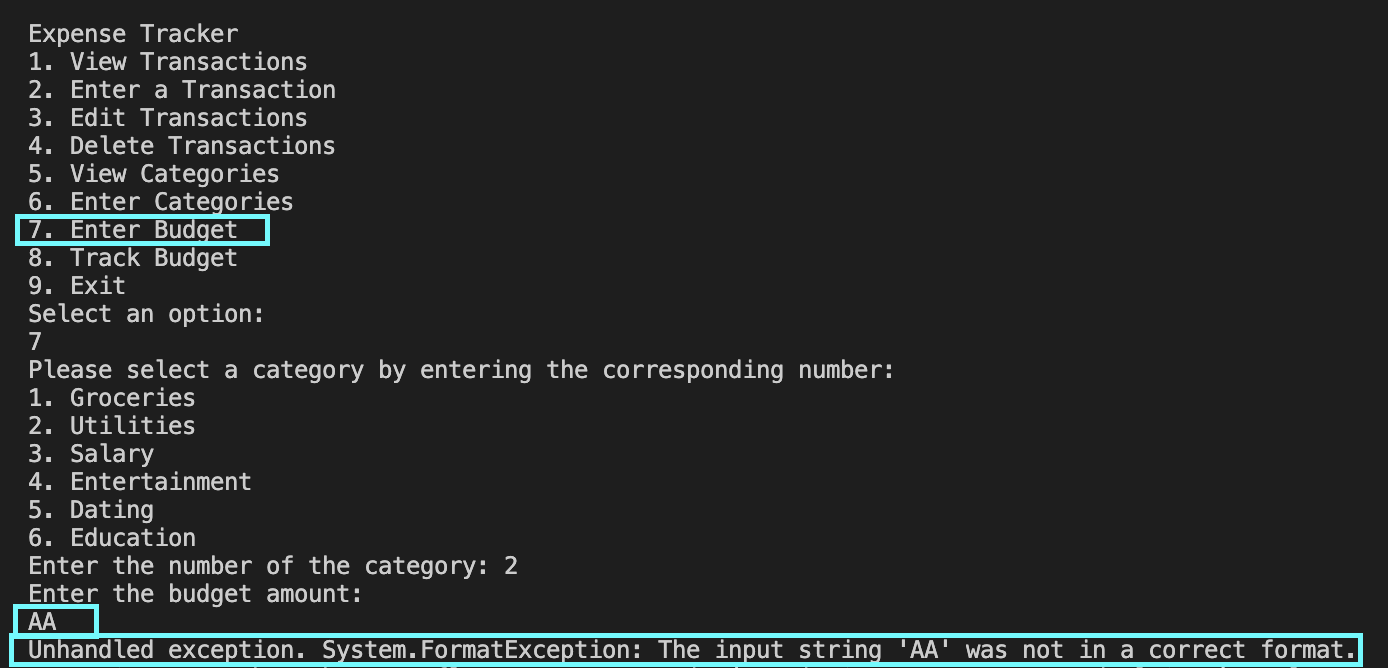 Expense Tracker
1. View Transactions
2. Enter a Transaction
3. Edit Transactions
4. Delete Transactions
5. View Categories
6. Enter Categories
7. Enter Budget
8. Track Budget
9. Exit
Select an option:
7
Please select a category by entering the corresponding number:
1. Groceries
2. Utilities
3. Salary
4. Entertainment
5. Dating
6. Education
Enter the number of the category: 2
Enter the budget amount:
AA
Unhandled exception. System.FormatException: The input string 'AA' was not in a correct format.